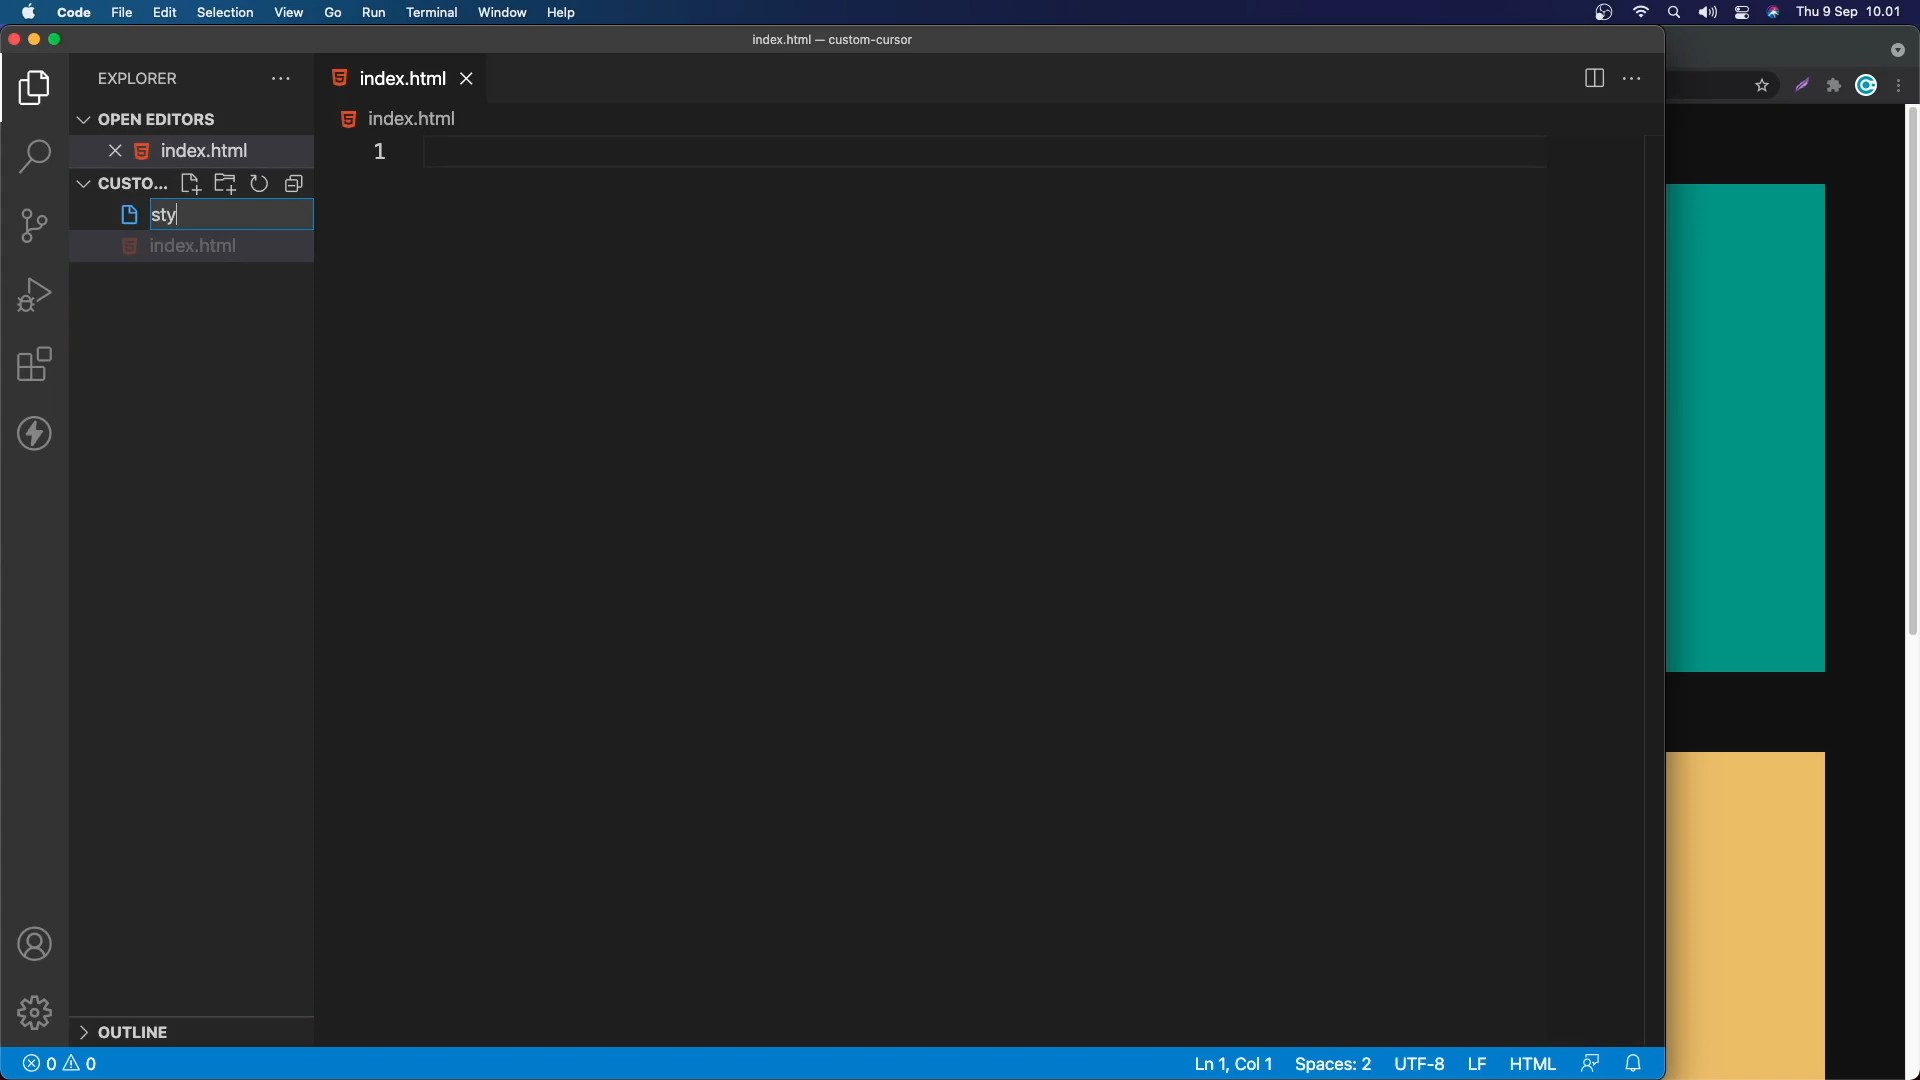 Code File Edit Selection View Go Run Terminal Window Help Thu 9 Sep 10.01
index.html — custom-cursor
EXPLORER
index.html
OPEN EDITORS
index.html
index.html
1
CUSTO...
sty
index.html
OUTLINE
0 0 Ln 1, Col 1 Spaces: 2 UTF-8 LF HTML